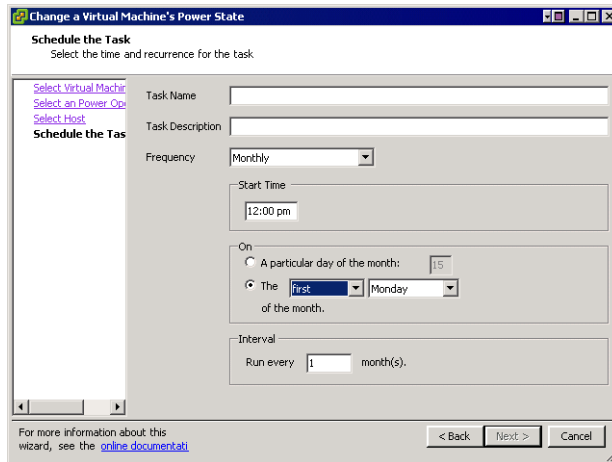 Change a Virtual Machine's Power State
Schedule the Task
Select the time and recurrence for the task
Select Virtual Machin
Select an Power Ope
Select Host
Schedule the Tas
Task Name
Task Description
Frequency Monthly
Start Time
12:00 pm
On
A particular day of the month: 15
The first Monday
of the month.
Interval
Run every 1 month(s).
For more information about this
wizard, see the online documentati
< Back Next > Cancel